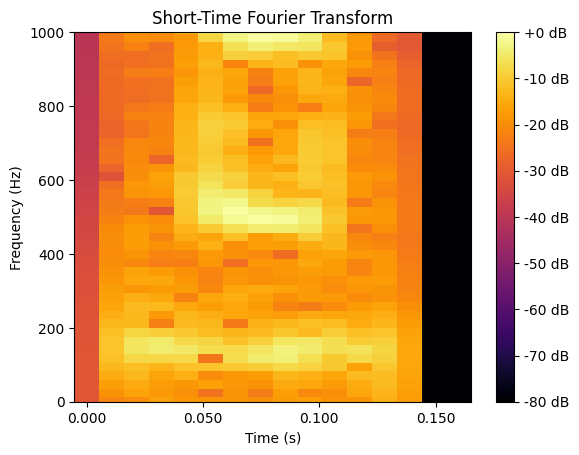 Short-Time Fourier Transform
1000
800
600
400
200
0
Frequency (Hz)
0.000
0.050
0.100
0.150
Time (s)
+0 dB
-10 dB
-20 dB
-30 dB
-40 dB
-50 dB
-60 dB
-70 dB
-80 dB